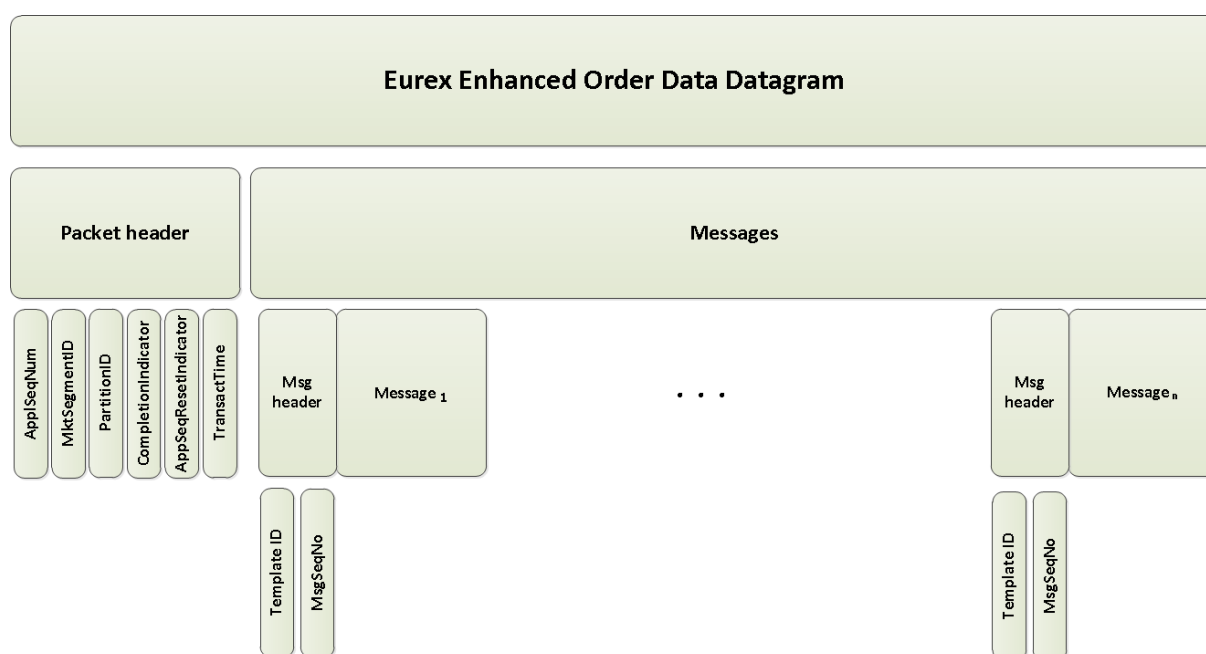 Eurex Enhanced Order Data Datagram
Packet header
Messages
ApplSeqNum
MktSegmentID
PartitionID
CompletionIndicator
AppSeqResetIndicator
TransactTime
Msg
header
Message 1
. . .
Msg
header
Message n
Template ID
MsgSeqNo
Template ID
MsgSeqNo